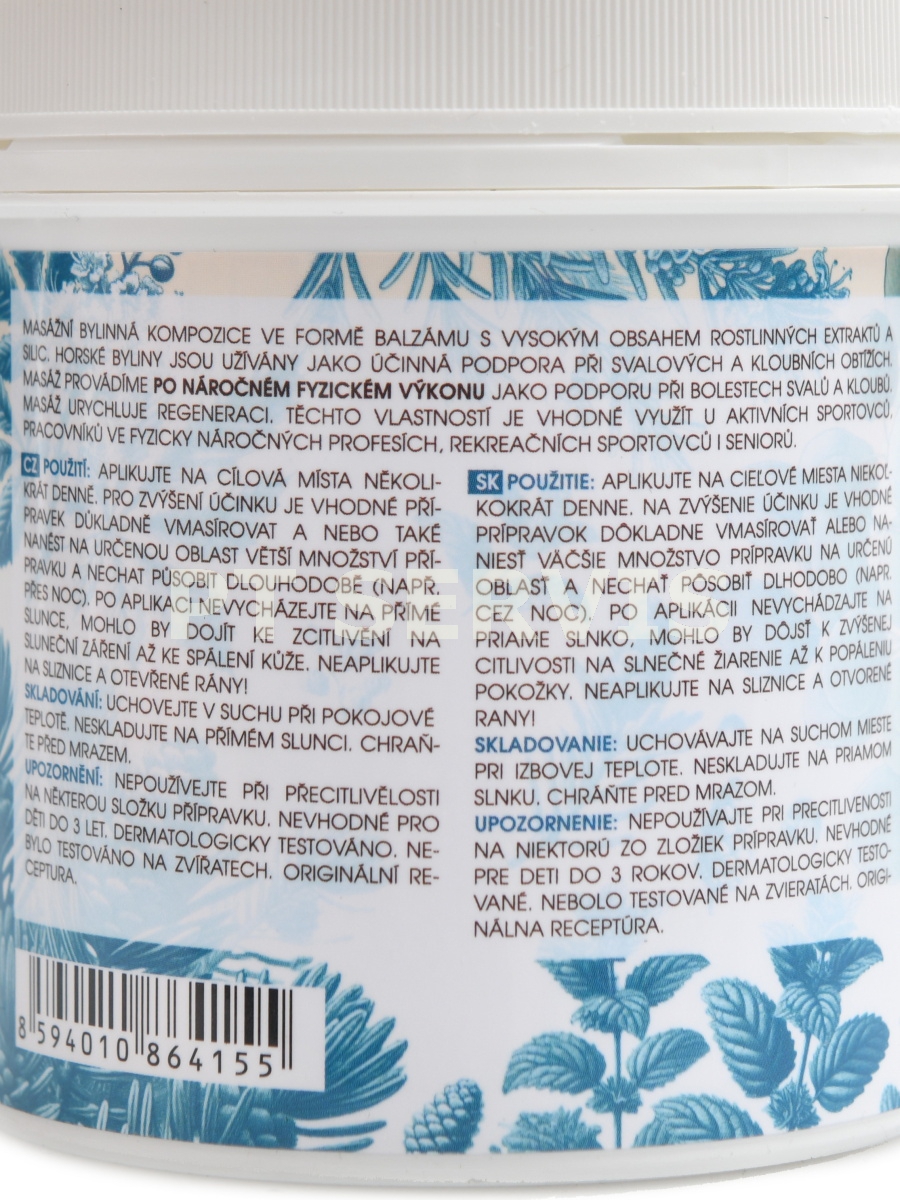 MASÁŽNÍ BYLINNÁ KOMPOZICE VE FORMĚ BALZÁMU S VYSOKÝM OBSAHEM ROSTLINNÝCH EXTRAKTŮ A
SILIC. HORSKÉ BYLINY JSOU UŽÍVÁNY JAKO ÚČINNÁ PODPORA PŘI SVALOVÝCH A KLOUBNÍCH OBTÍŽÍCH.
MASÁŽ PROVÁDÍME PO NÁROČNÉM FYZICKÉM VÝKONU JAKO PODPORU PŘI BOLESTECH SVALŮ A KLOUBŮ.
MASÁŽ URYCHLUJE REGENERACI. TĚCHTO VLASTNOSTÍ JE VHODNÉ VYUŽÍT U AKTIVNÍCH SPORTOVCŮ,
PRACOVNÍKŮ VE FYZICKY NÁROČNÝCH PROFESÍCH, REKREAČNÍCH SPORTOVCŮ I SENIORŮ.
CZ POUŽITÍ: APLIKUJTE NA CÍLOVÁ MÍSTA NĚKOLI-
KRÁT DENNĚ. PRO ZVÝŠENÍ ÚČINKU JE VHODNÉ PŘÍ-
PRAVEK DŮKLADNĚ VMASÍROVAT A NEBO TAKÉ
NANÉST NA URČENOU OBLAST VĚTŠÍ MNOŽSTVÍ PŘÍ-
PRAVKU A NECHAT PŮSOBIT DLOUHODOBĚ (NAPŘ.
PŘES NOC). PO APLIKACI NEVYCHÁZEJTE NA PŘÍMÉ
SLUNCE, MOHLO BY DOJÍT KE ZCITLIVĚNÍ NA
SLUNEČNÍ ZÁŘENÍ AŽ KE SPÁLENÍ KŮŽE. NEAPLIKUJTE
NA SLIZNICE A OTEVŘENÉ RÁNY!
SKLADOVÁNÍ: UCHOVEJTE V SUCHU PŘI POKOJOVÉ
TEPLOTĚ. NESKLADUJTE NA PŘÍMÉM SLUNCI. CHRAŇ-
TE PŘED MRAZEM.
UPOZORNĚNÍ: NEPOUŽÍVEJTE PŘI PŘECITLIVĚLOSTI
NA NĚKTEROU SLOŽKU PŘÍPRAVKU. NEVHODNÉ PRO
DĚTI DO 3 LET. DERMATOLOGICKY TESTOVÁNO. NE-
BYLO TESTOVÁNO NA ZVÍŘATECH. ORIGINÁLNÍ RE-
CEPTURA.
SK POUŽITIE: APLIKUJTE NA CIEĽOVÉ MIESTA NIEKOL-
KOKRÁT DENNE. NA ZVÝŠENIE ÚČINKU JE VHODNÉ
PRÍPRAVOK DÔKLADNE VMASÍROVAŤ ALEBO NA-
NIESŤ VÄČŠIE MNOŽSTVO PRÍPRAVKU NA URČENÚ
OBLASŤ A NECHAŤ PÔSOBIŤ DLHODOBO (NAPR.
CEZ NOC). PO APLIKÁCII NEVYCHÁDZAJTE NA
PRIAME SLNKO, MOHLO BY DÔJSŤ K ZVÝŠENEJ
CITLIVOSTI NA SLNEČNÉ ŽIARENIE AŽ K POPÁLENIU
POKOŽKY. NEAPLIKUJTE NA SLIZNICE A OTVORENÉ
RANY!
SKLADOVANIE: UCHOVÁVAJTE NA SUCHOM MIESTE
PRI IZBOVEJ TEPLOTE. NESKLADUJTE NA PRIAMOM
SLNKU. CHRÁŇTE PRED MRAZOM.
UPOZORNENIE: NEPOUŽÍVAJTE PRI PRECITLIVENOSTI
NA NIEKTORÚ ZO ZLOŽIEK PRÍPRAVKU. NEVHODNÉ
PRE DETI DO 3 ROKOV. DERMATOLOGICKY TESTO-
VANÉ. NEBOLO TESTOVANÉ NA ZVIERATÁCH. ORIGI-
NÁLNA RECEPTÚRA.
PT SERVIS
8 594010 864155